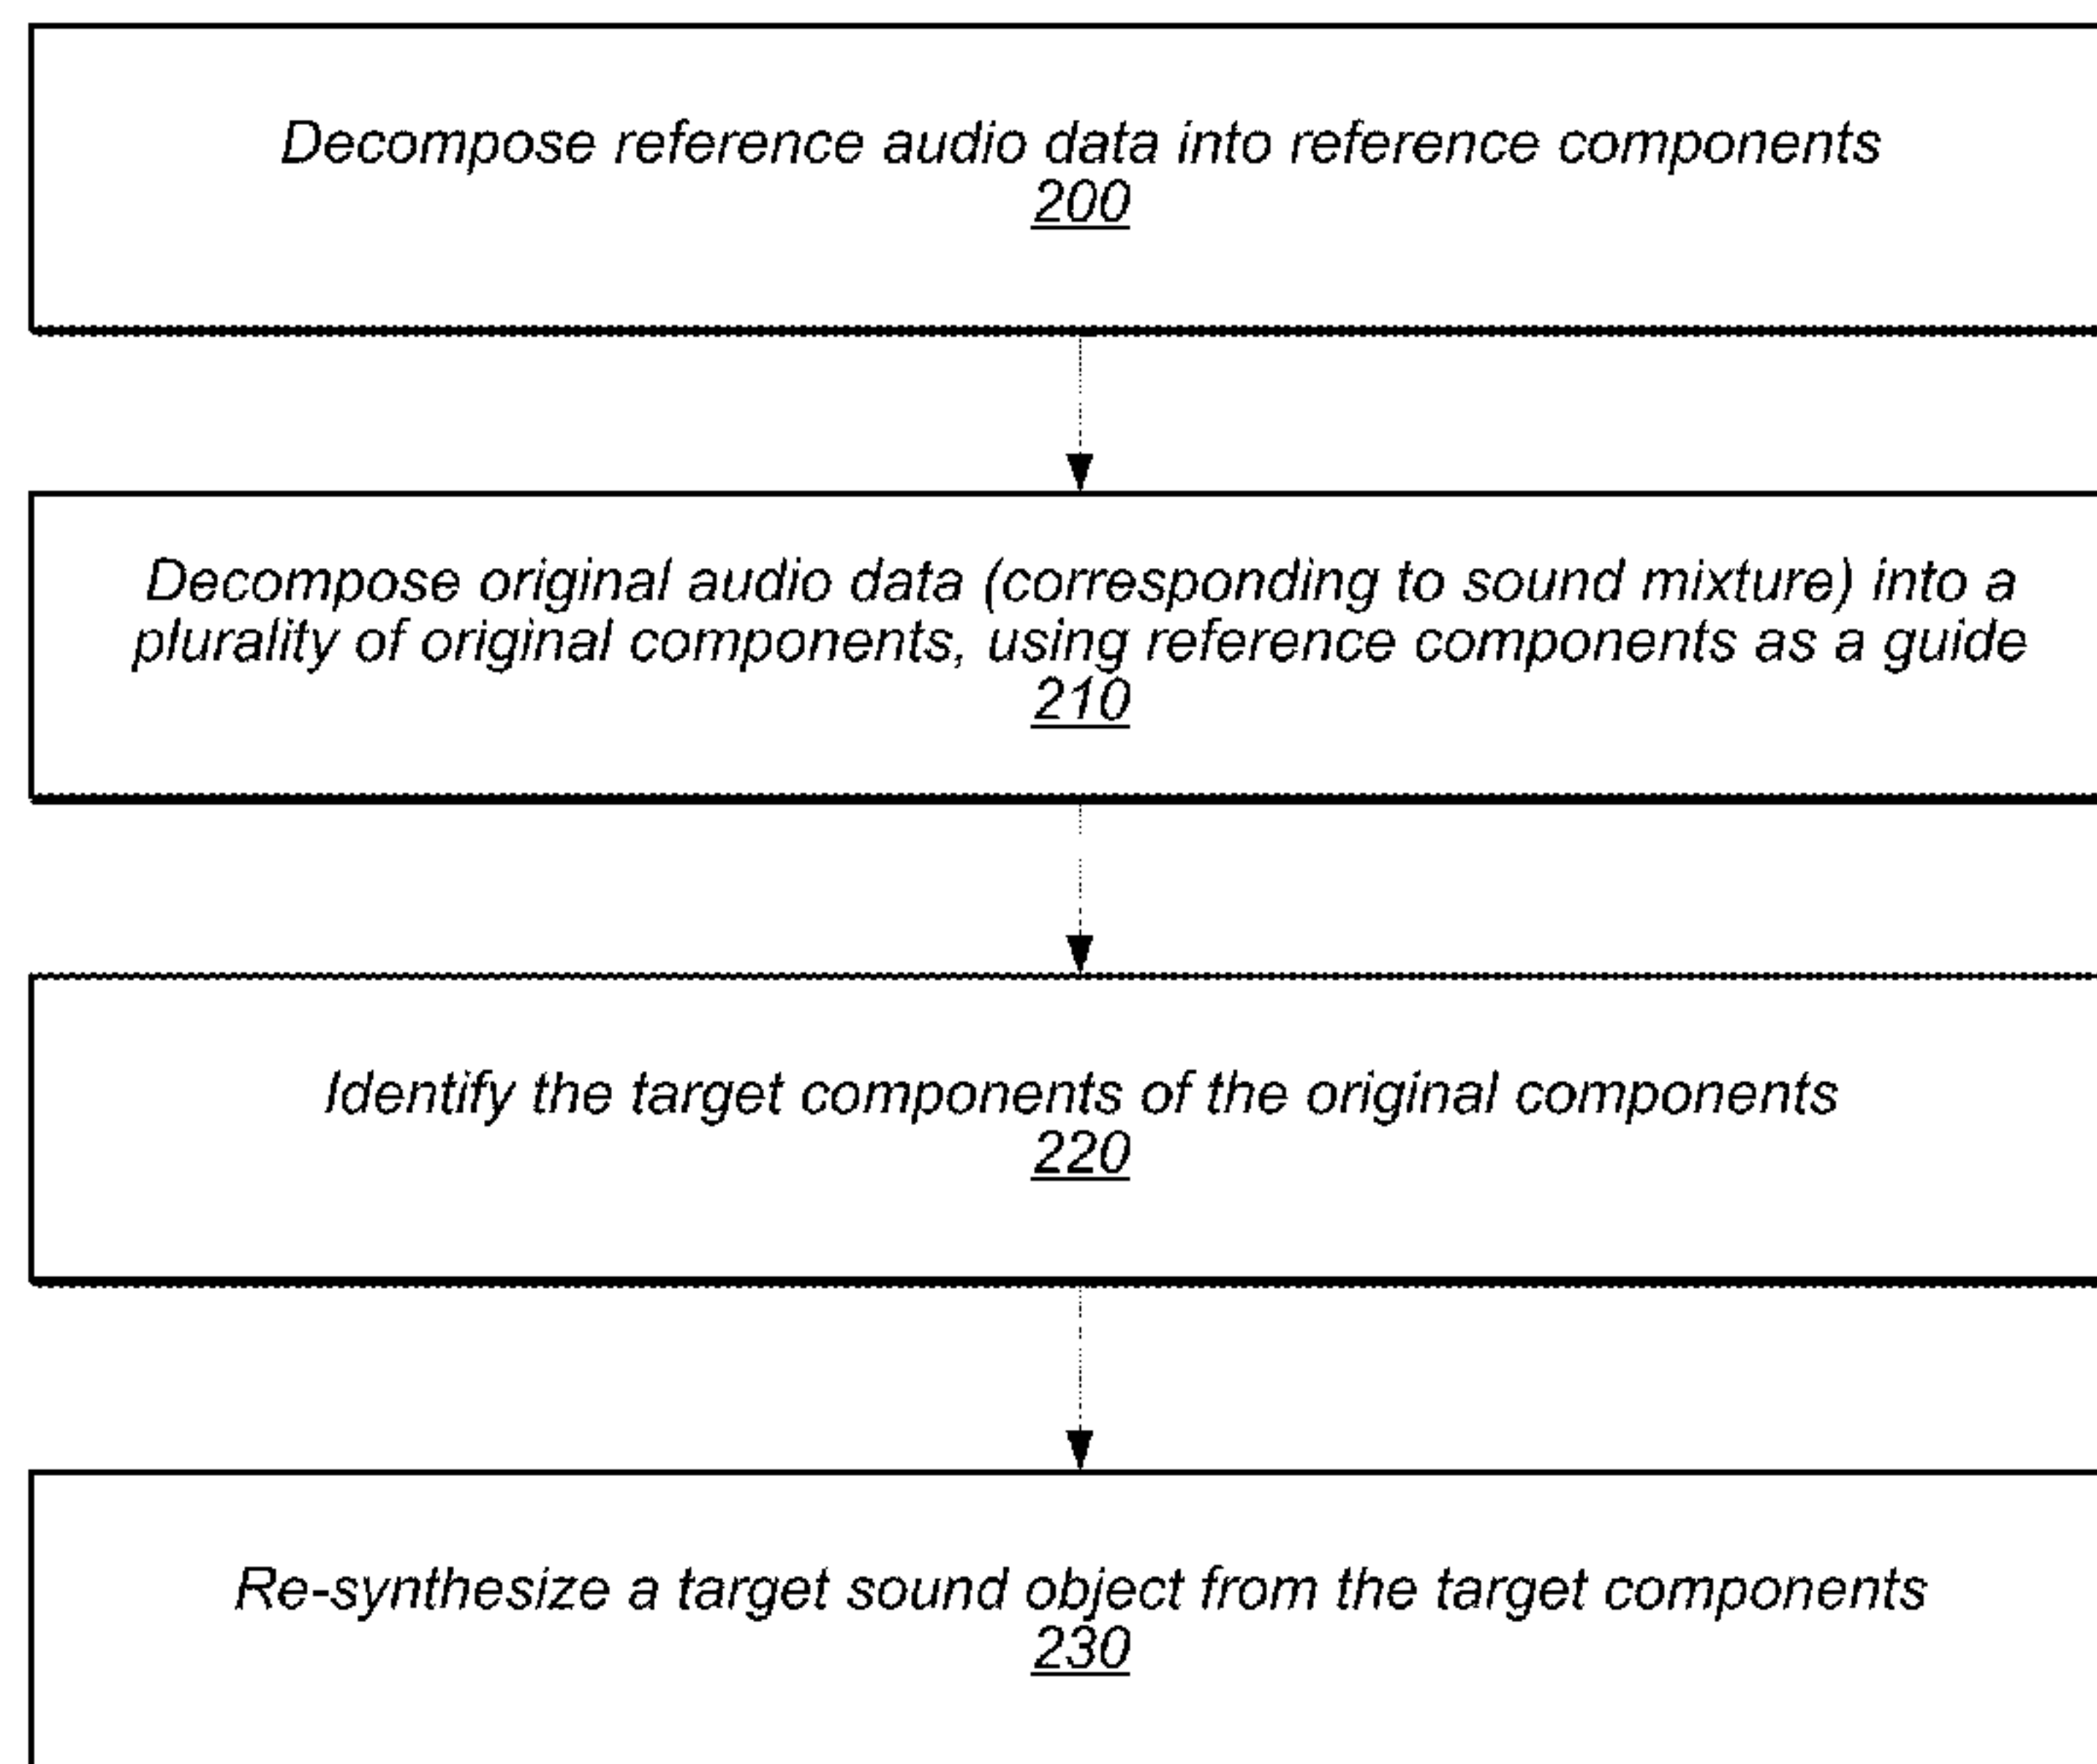 Decompose reference audio data into reference components
200
Decompose original audio data (corresponding to sound mixture) into a
plurality of original components, using reference components as a guide
210
Identify the target components of the original components
220
Re-synthesize a target sound object from the target components
230